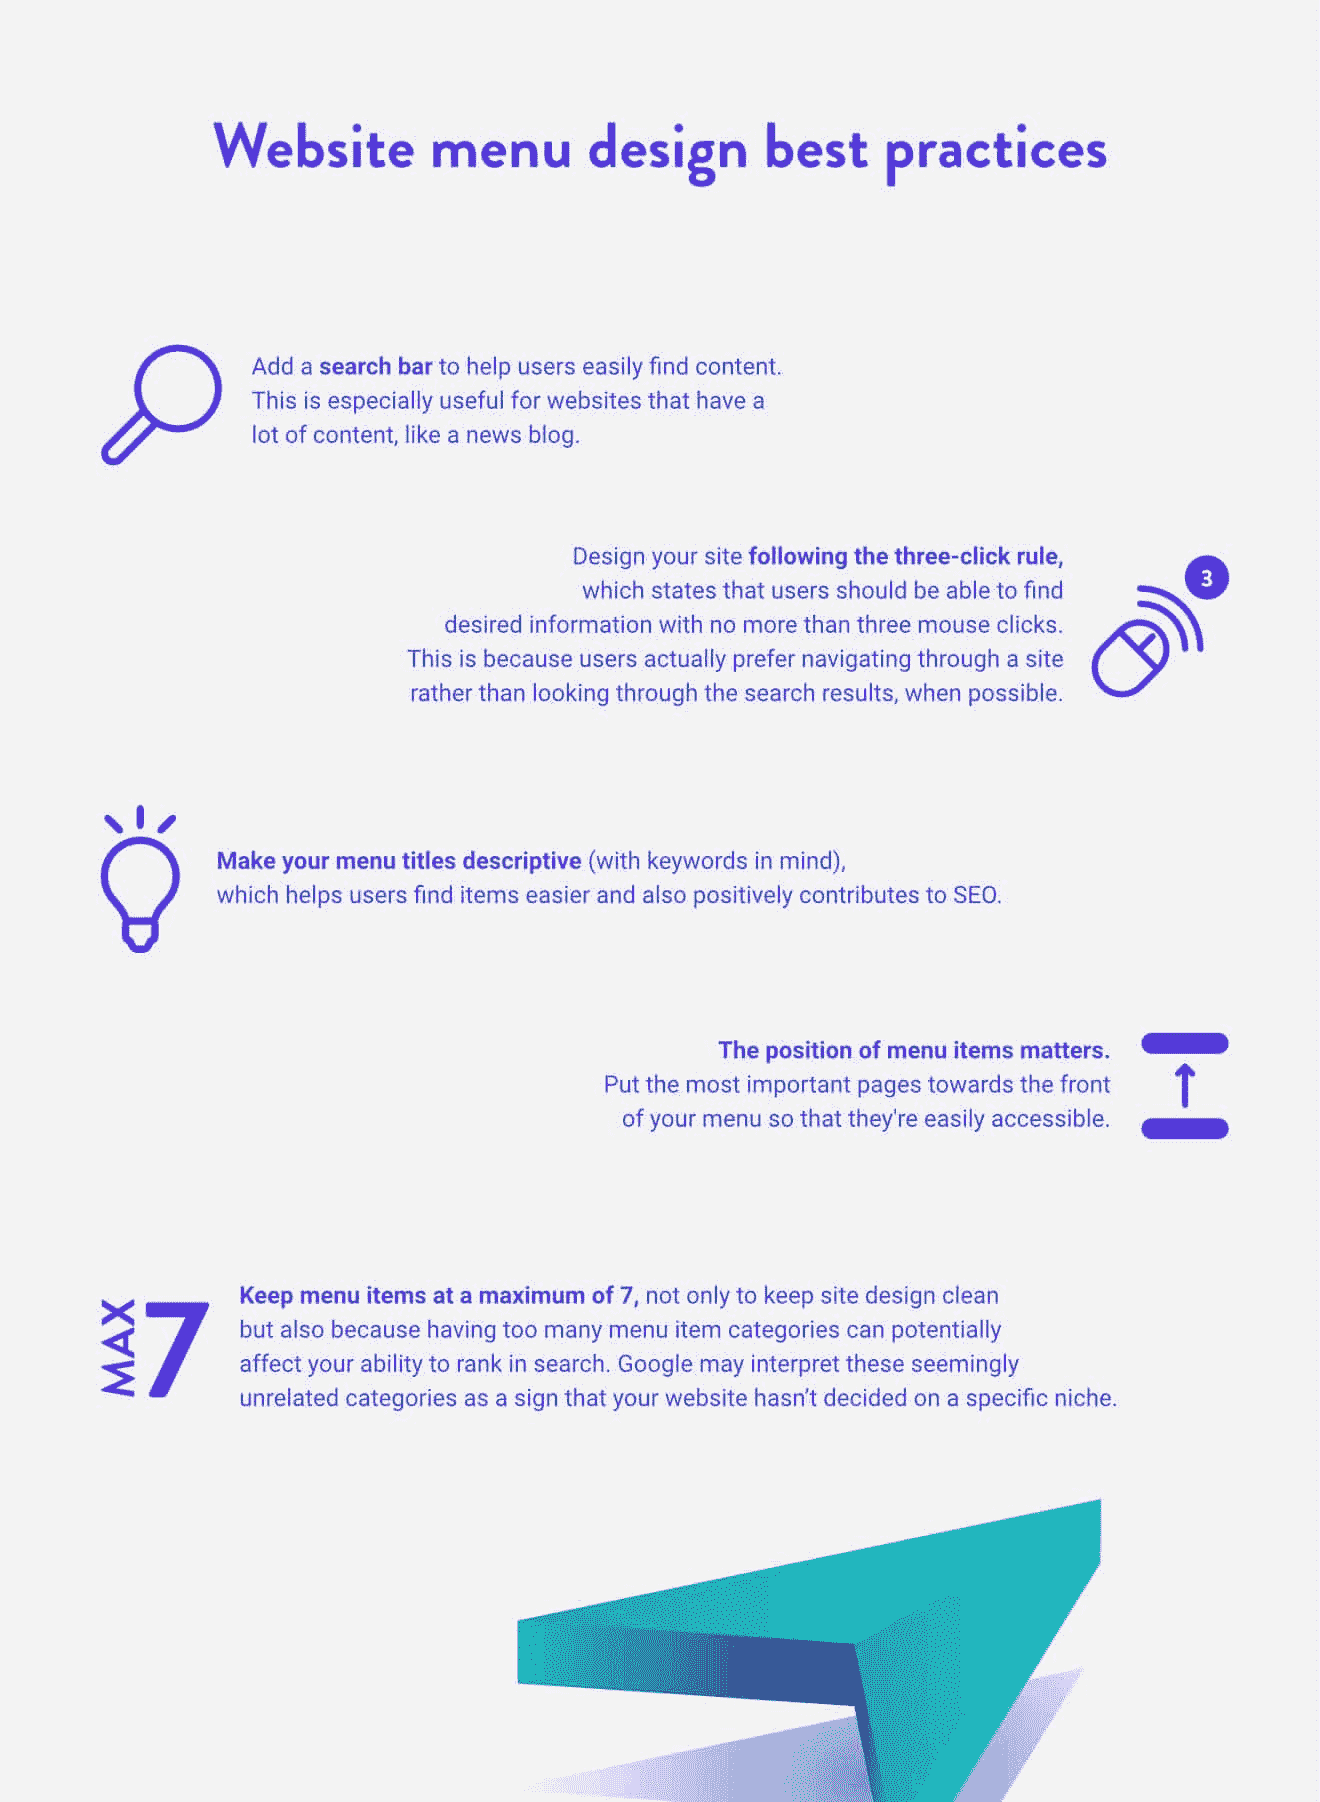 Website menu design best practices
Add a search bar to help users easily find content.
This is especially useful for websites that have a
lot of content, like a news blog.
Design your site following the three-click rule,
which states that users should be able to find
desired information with no more than three mouse clicks.
This is because users actually prefer navigating through a site
rather than looking through the search results, when possible.
3
Make your menu titles descriptive (with keywords in mind),
which helps users find items easier and also positively contributes to SEO.
The position of menu items matters.
Put the most important pages towards the front
of your menu so that they're easily accessible.
MAX 7
Keep menu items at a maximum of 7, not only to keep site design clean
but also because having too many menu item categories can potentially
affect your ability to rank in search. Google may interpret these seemingly
unrelated categories as a sign that your website hasn’t decided on a specific niche.